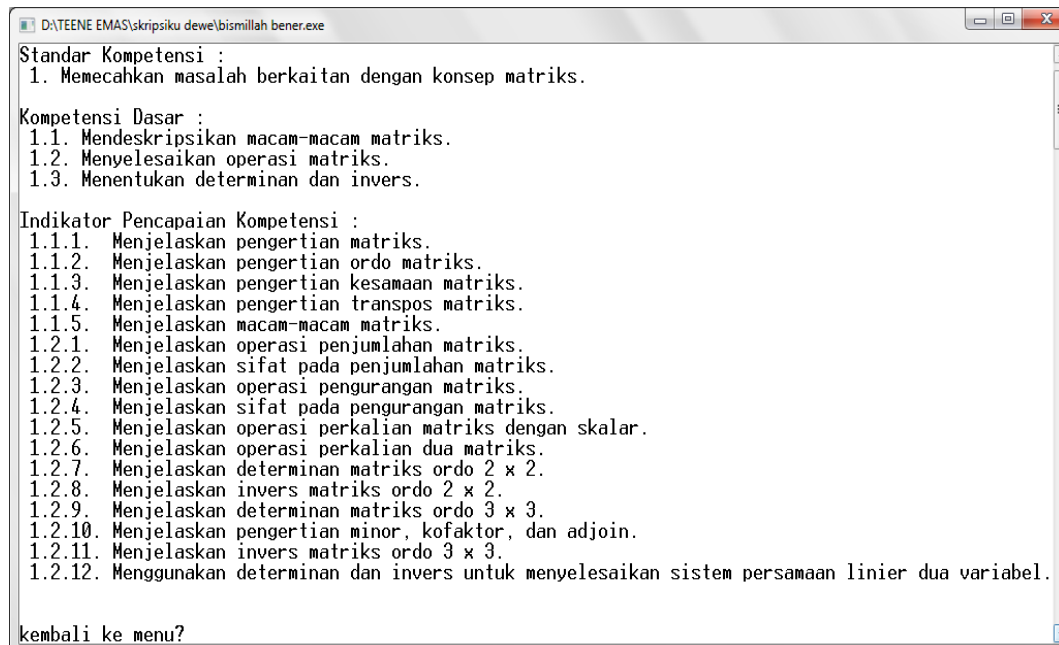 D:\TEENE EMAS\skripsiku dewe\bismillah bener.exe
Standar Kompetensi :
1. Memecahkan masalah berkaitan dengan konsep matriks.
Kompetensi Dasar :
1.1. Mendeskripsikan macam-macam matriks.
1.2. Menyelesaikan operasi matriks.
1.3. Menentukan determinan dan invers.
Indikator Pencapaian Kompetensi :
1.1.1. Menjelaskan pengertian matriks.
1.1.2. Menjelaskan pengertian ordo matriks.
1.1.3. Menjelaskan pengertian kesamaan matriks.
1.1.4. Menjelaskan pengertian transpos matriks.
1.1.5. Menjelaskan macam-macam matriks.
1.2.1. Menjelaskan operasi penjumlahan matriks.
1.2.2. Menjelaskan sifat pada penjumlahan matriks.
1.2.3. Menjelaskan operasi pengurangan matriks.
1.2.4. Menjelaskan sifat pada pengurangan matriks.
1.2.5. Menjelaskan operasi perkalian matriks dengan skalar.
1.2.6. Menjelaskan operasi perkalian dua matriks.
1.2.7. Menjelaskan determinan matriks ordo 2 x 2.
1.2.8. Menjelaskan invers matriks ordo 2 x 2.
1.2.9. Menjelaskan determinan matriks ordo 3 x 3.
1.2.10. Menjelaskan pengertian minor, kofaktor, dan adjoin.
1.2.11. Menjelaskan invers matriks ordo 3 x 3.
1.2.12. Menggunakan determinan dan invers untuk menyelesaikan sistem persamaan linier dua variabel.
kembali ke menu?